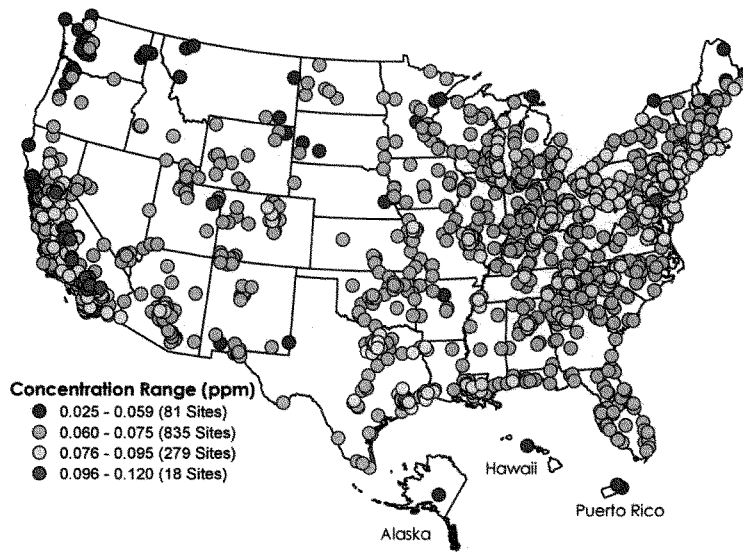 Concentration Range (ppm)
0.025 - 0.059 (81 Sites)
0.060 - 0.075 (835 Sites)
0.076 - 0.095 (279 Sites)
0.096 - 0.120 (18 Sites)
Alaska
Hawaii
Puerto Rico